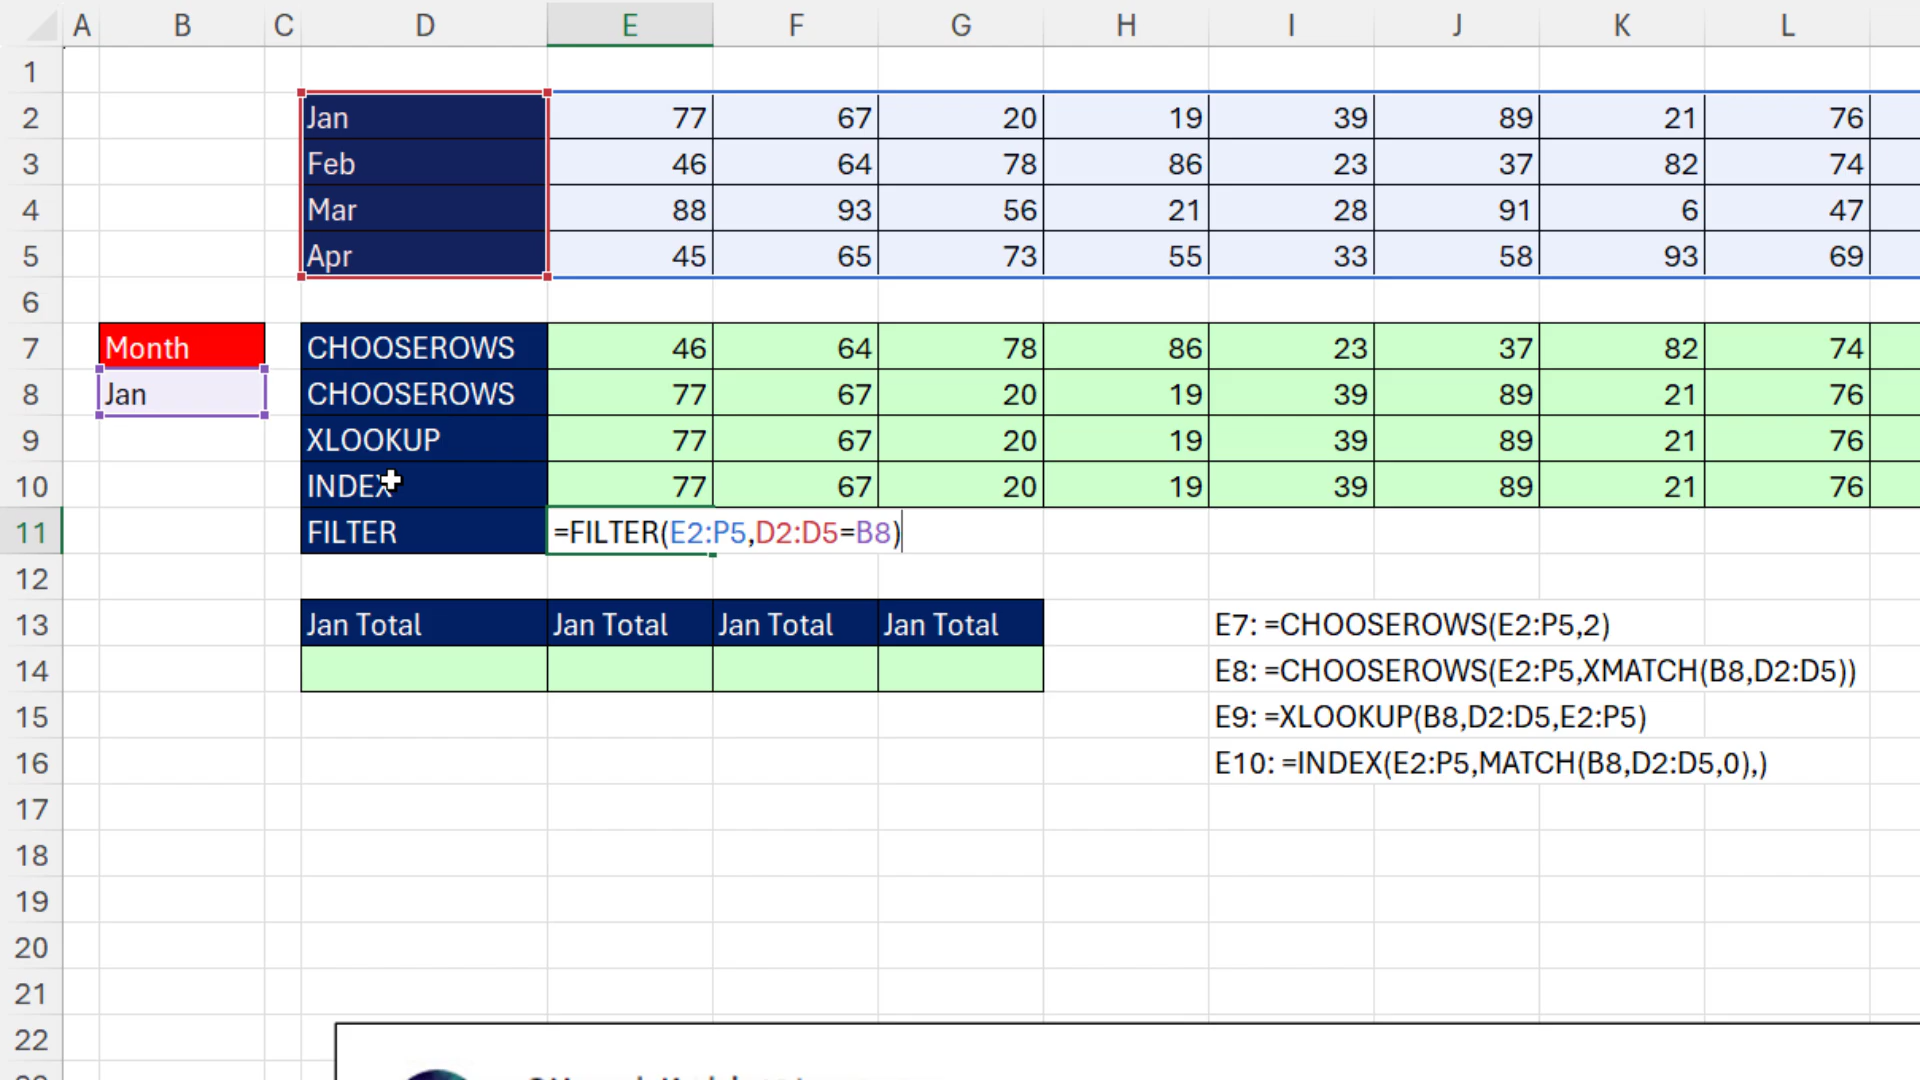 A B C D E F G H I J K L
1
2 Jan 77 67 20 19 39 89 21 76
3 Feb 46 64 78 86 23 37 82 74
4 Mar 88 93 56 21 28 91 6 47
5 Apr 45 65 73 55 33 58 93 69
6
7 Month CHOOSEROWS 46 64 78 86 23 37 82 74
8 Jan CHOOSEROWS 77 67 20 19 39 89 21 76
9 XLOOKUP 77 67 20 19 39 89 21 76
10 INDEX 77 67 20 19 39 89 21 76
11 FILTER =FILTER(E2:P5,D2:D5=B8)
12
13 Jan Total Jan Total Jan Total Jan Total E7: =CHOOSEROWS(E2:P5,2)
14 E8: =CHOOSEROWS(E2:P5,XMATCH(B8,D2:D5))
15 E9: =XLOOKUP(B8,D2:D5,E2:P5)
16 E10: =INDEX(E2:P5,MATCH(B8,D2:D5,0),)
17
18
19
20
21
22